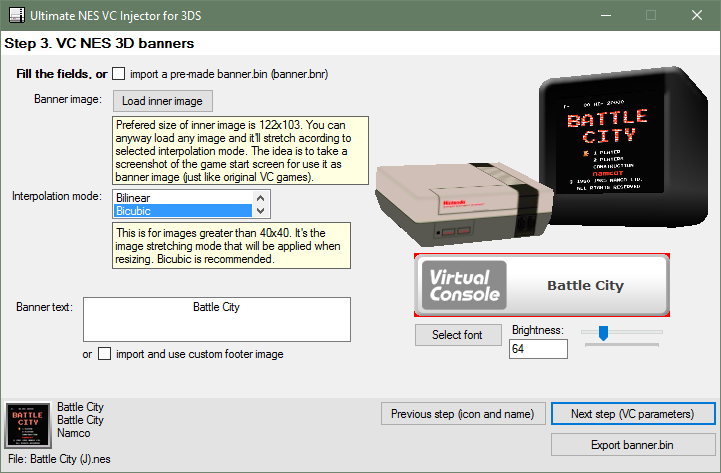 Ultimate NES VC Injector for 3DS
Step 3. VC NES 3D banners
Fill the fields, or import a pre-made banner.bin (banner.bnr)
Banner image:
Load inner image
Prefered size of inner image is 122x103. You can
anyway load any image and it'll stretch acording to
selected interpolation mode. The idea is to take a
screenshot of the game start screen for use it as
banner image (just like original VC games).
Interpolation mode:
Bilinear
Bicubic
This is for images greater than 40x40. It's the
image stretching mode that will be applied when
resizing. Bicubic is recommended.
Banner text:
Battle City
or import and use custom footer image
BATTLE
CITY
1 PLAYER
2 PLAYERS
CONSTRUCTION
namcot
© 1980 1985 NAMCO LTD.
ALL RIGHTS RESERVED
Nintendo
Virtual
Console
Battle City
Select font
Brightness:
64
BATTLE
CITY
Battle City
Battle City
Namco
File: Battle City (J).nes
Previous step (icon and name)
Next step (VC parameters)
Export banner.bin